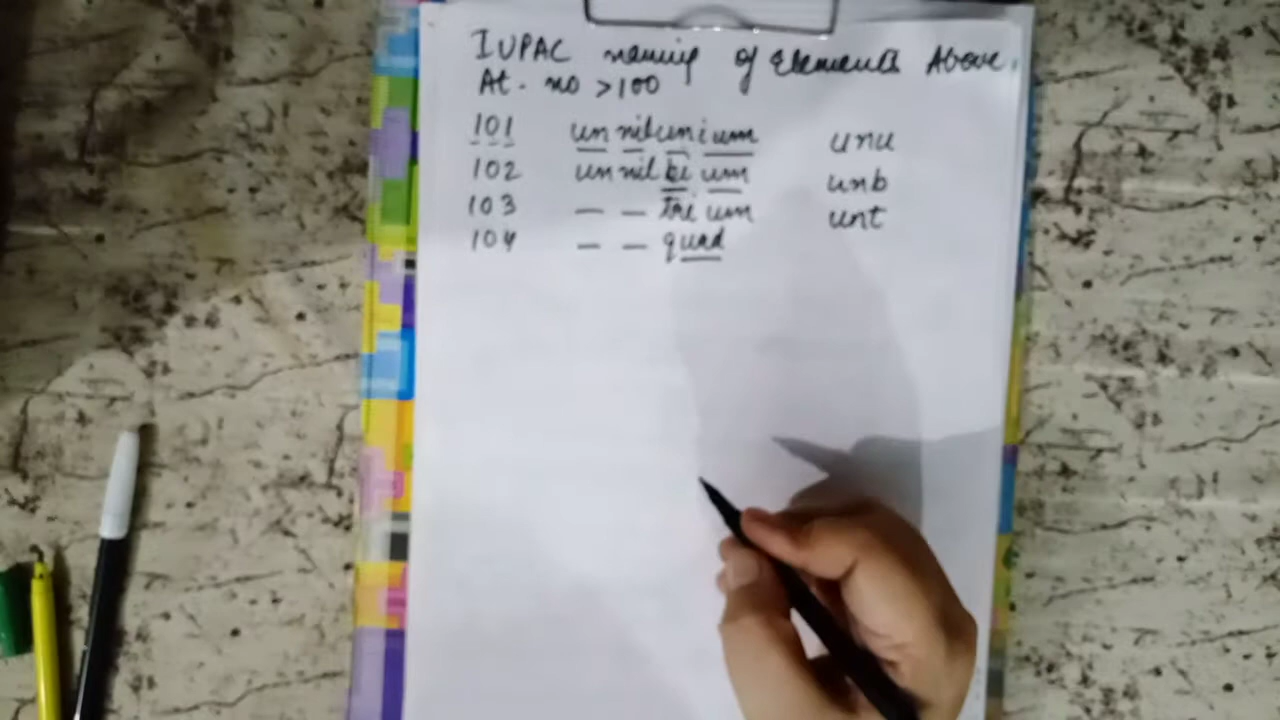 IUPAC naming of Elements Above
At. no >100
101 unnilunium unu
102 unnilbium unb
103 — — trium unt
104 — — quad